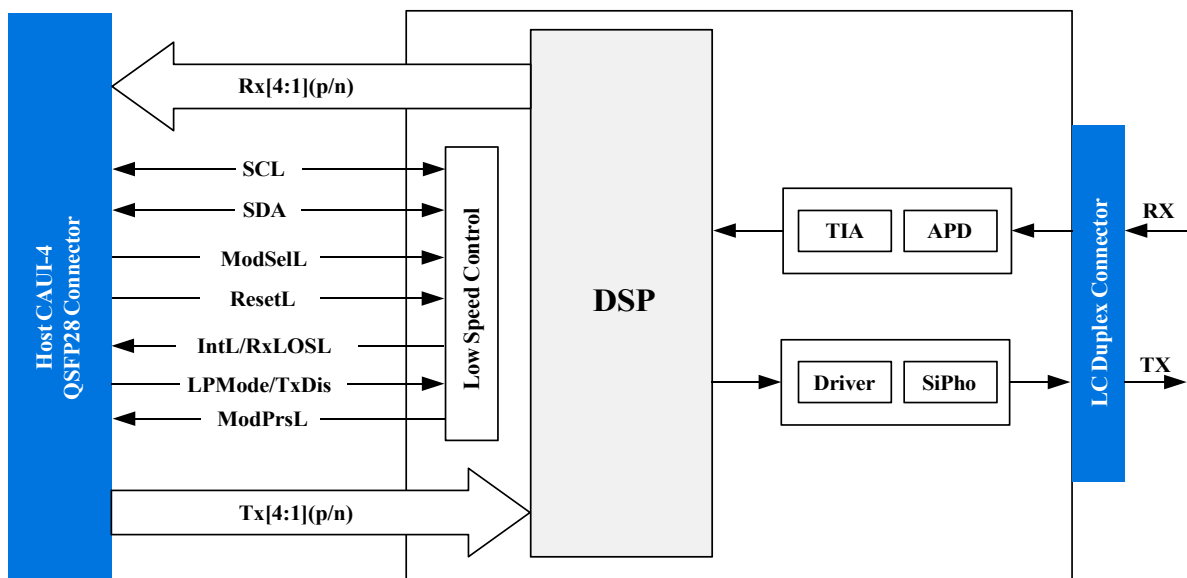 Host CAUI-4
QSFP28 Connector
Rx[4:1](p/n)
SCL
SDA
ModSelL
ResetL
IntL/RxLOSL
LPMode/TxDis
ModPrsL
Tx[4:1](p/n)
Low Speed Control
DSP
TIA
APD
Driver
SiPho
LC Duplex Connector
RX
TX